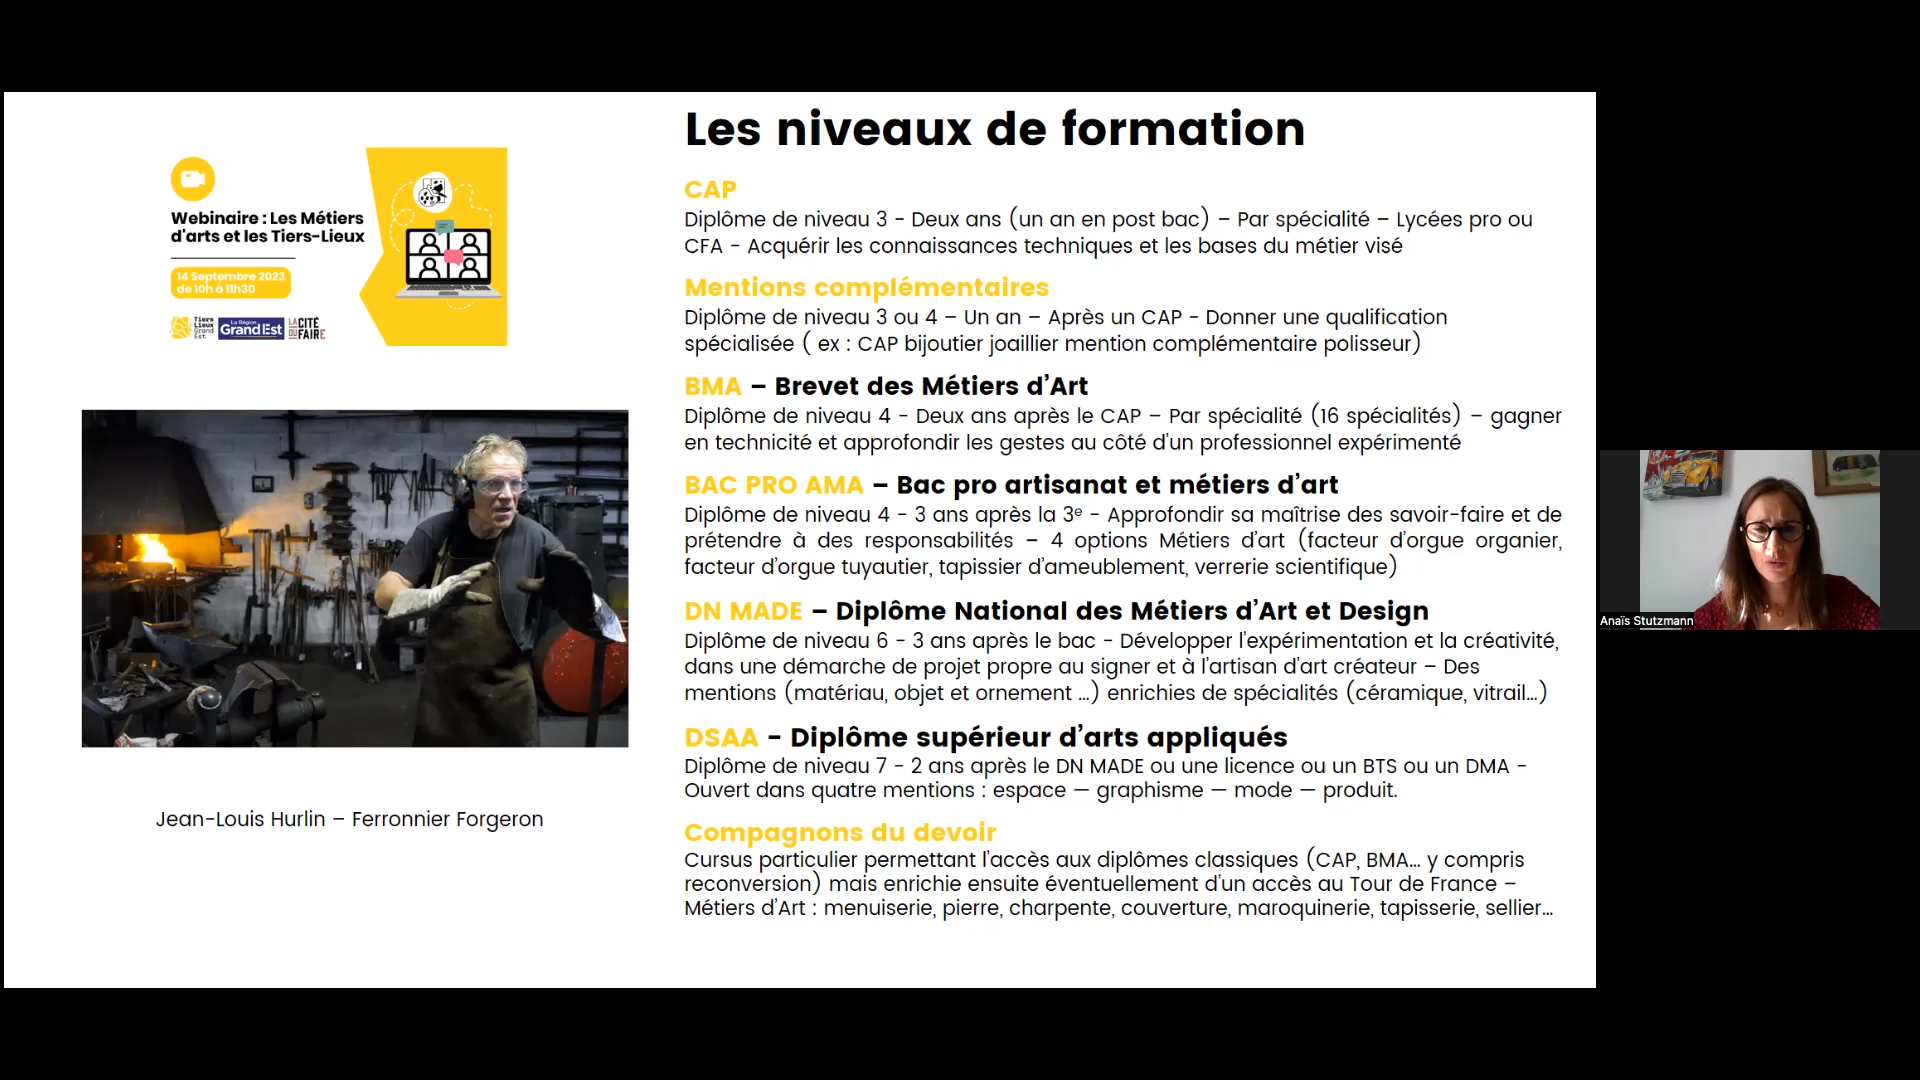 Webinaire : Les Métiers
d'arts et les Tiers-Lieux
14 Septembre 2023
de 10h à 11h30
Tiers
Lieux
Grand
Est
La Région
Grand Est
LA CITÉ
DU FAIRE
Jean-Louis Hurlin – Ferronnier Forgeron
Les niveaux de formation
CAP
Diplôme de niveau 3 - Deux ans (un an en post bac) – Par spécialité – Lycées pro ou
CFA - Acquérir les connaissances techniques et les bases du métier visé
Mentions complémentaires
Diplôme de niveau 3 ou 4 – Un an – Après un CAP - Donner une qualification
spécialisée ( ex : CAP bijoutier joaillier mention complémentaire polisseur)
BMA – Brevet des Métiers d’Art
Diplôme de niveau 4 - Deux ans après le CAP – Par spécialité (16 spécialités) – gagner
en technicité et approfondir les gestes au côté d’un professionnel expérimenté
BAC PRO AMA – Bac pro artisanat et métiers d’art
Diplôme de niveau 4 - 3 ans après la 3ᵉ - Approfondir sa maîtrise des savoir-faire et de
prétendre à des responsabilités – 4 options Métiers d’art (facteur d’orgue organier,
facteur d’orgue tuyautier, tapissier d’ameublement, verrerie scientifique)
DN MADE – Diplôme National des Métiers d’Art et Design
Diplôme de niveau 6 - 3 ans après le bac - Développer l’expérimentation et la créativité,
dans une démarche de projet propre au signer et à l’artisan d’art créateur – Des
mentions (matériau, objet et ornement …) enrichies de spécialités (céramique, vitrail…)
DSAA - Diplôme supérieur d’arts appliqués
Diplôme de niveau 7 - 2 ans après le DN MADE ou une licence ou un BTS ou un DMA -
Ouvert dans quatre mentions : espace — graphisme — mode — produit.
Compagnons du devoir
Cursus particulier permettant l’accès aux diplômes classiques (CAP, BMA… y compris
reconversion) mais enrichie ensuite éventuellement d’un accès au Tour de France –
Métiers d’Art : menuiserie, pierre, charpente, couverture, maroquinerie, tapisserie, sellier…
Anaïs Stutzmann